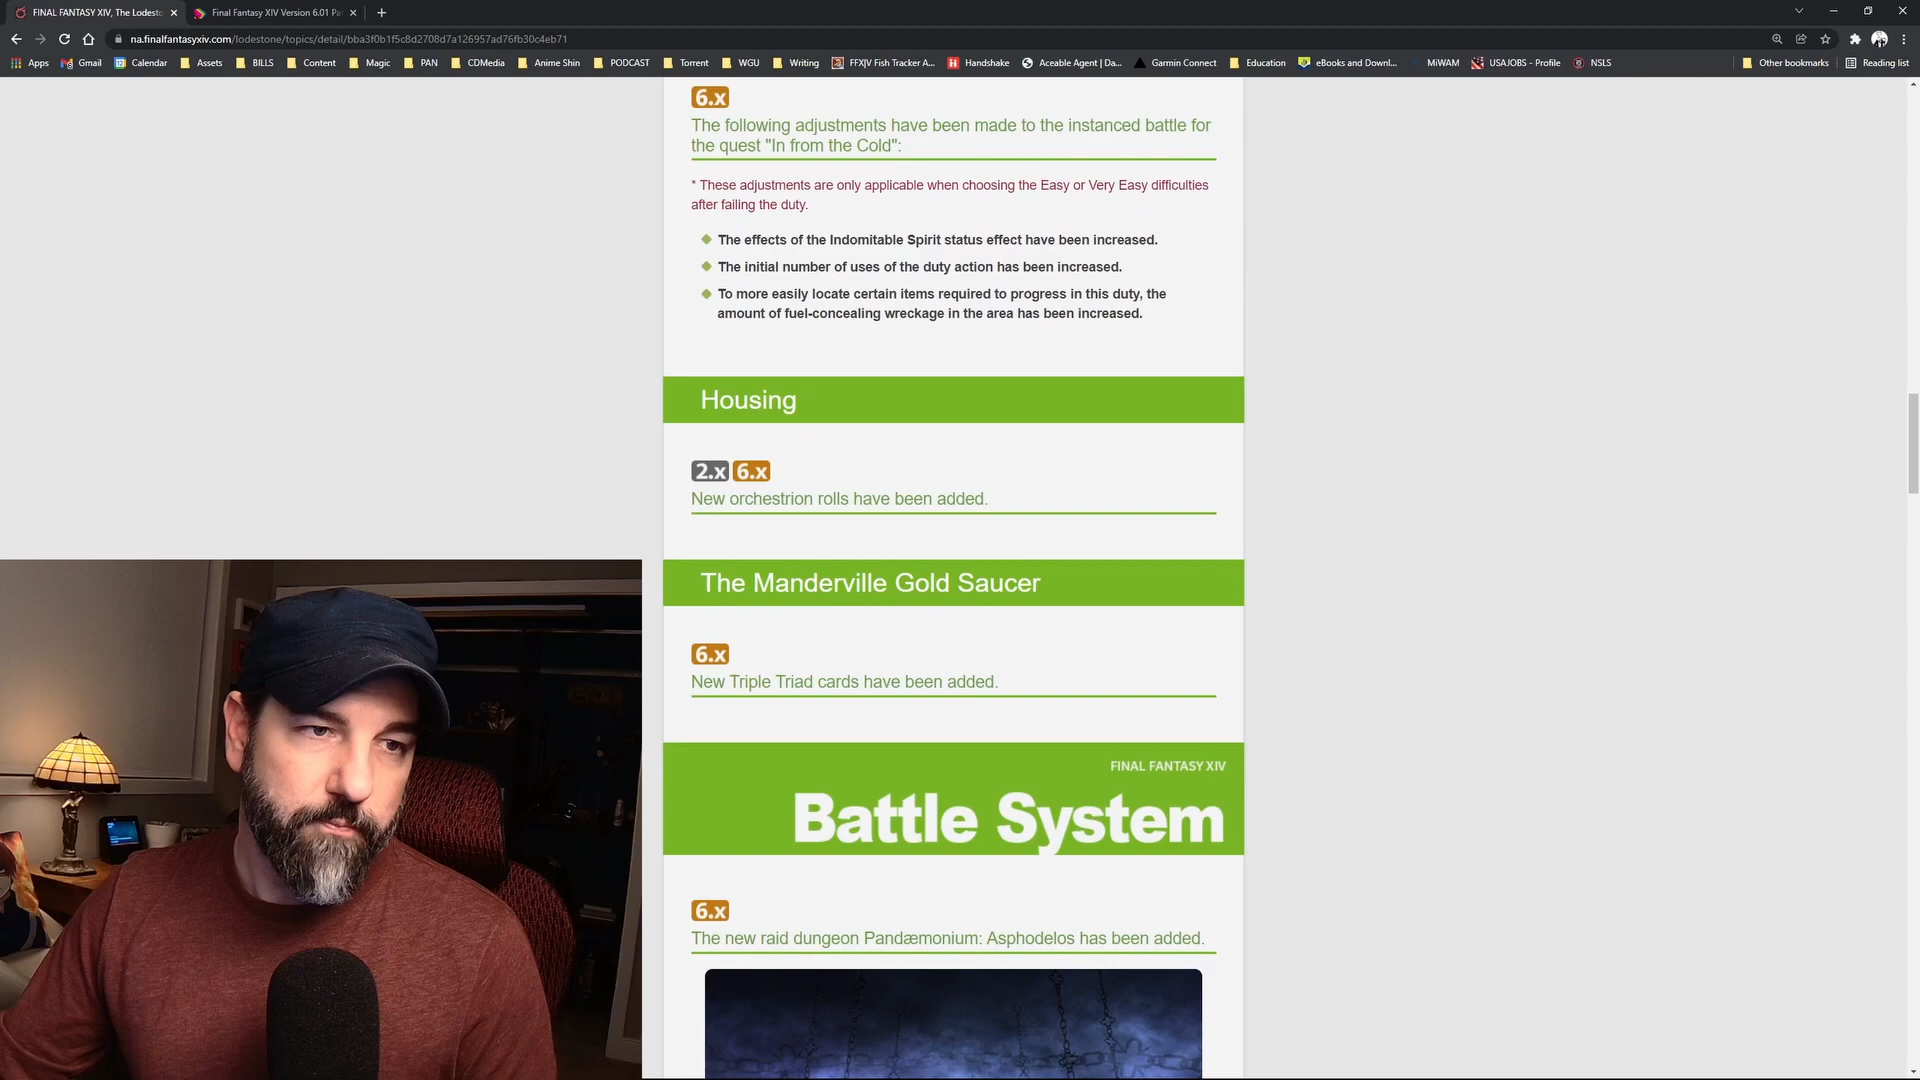 FINAL FANTASY XIV, The Lodesto
Final Fantasy XIV Version 6.01 Pa
na.finalfantasyxiv.com/lodestone/topics/detail/bba3f0b1f5c8d2708d7a126957ad76fb30c4eb71
Apps Gmail Calendar Assets BILLS Content Magic PAN CDMedia Anime Shin PODCAST Torrent WGU Writing FFXJV Fish Tracker A... Handshake Aceable Agent | Da... Garmin Connect Education eBooks and Downl... MiWAM USAJOBS - Profile NSLS Other bookmarks Reading list
6.x
The following adjustments have been made to the instanced battle for
the quest "In from the Cold":
* These adjustments are only applicable when choosing the Easy or Very Easy difficulties
after failing the duty.
The effects of the Indomitable Spirit status effect have been increased.
The initial number of uses of the duty action has been increased.
To more easily locate certain items required to progress in this duty, the
amount of fuel-concealing wreckage in the area has been increased.
Housing
2.x 6.x
New orchestrion rolls have been added.
The Manderville Gold Saucer
6.x
New Triple Triad cards have been added.
FINAL FANTASY XIV
Battle System
6.x
The new raid dungeon Pandæmonium: Asphodelos has been added.